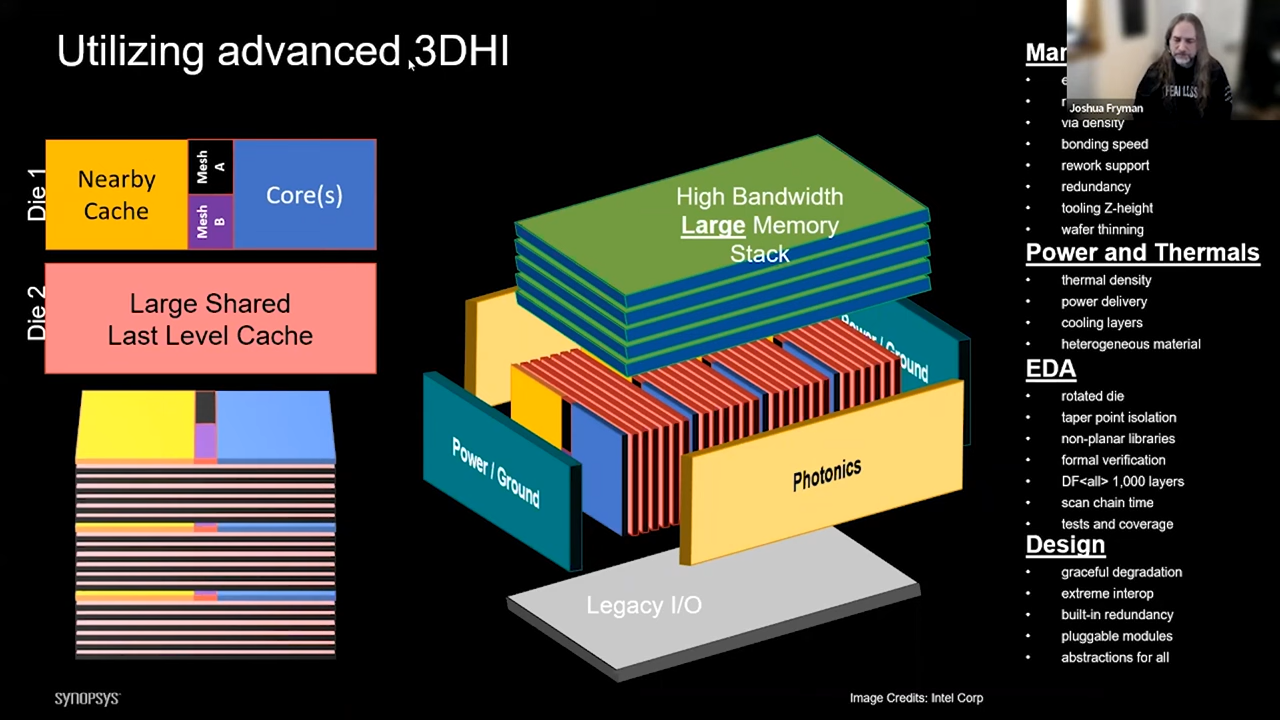 Utilizing advanced 3DHI
Joshua Fryman
Die 1
Nearby
Cache
Mesh
A
Mesh
B
Core(s)
Die 2
Large Shared
Last Level Cache
High Bandwidth
Large Memory
Stack
Power / Ground
Power / Ground
Photonics
Legacy I/O
via density
bonding speed
rework support
redundancy
tooling Z-height
wafer thinning
Power and Thermals
thermal density
power delivery
cooling layers
heterogeneous material
EDA
rotated die
taper point isolation
non-planar libraries
formal verification
DF<all> 1,000 layers
scan chain time
tests and coverage
Design
graceful degradation
extreme interop
built-in redundancy
pluggable modules
abstractions for all
SYNOPSYS
Image Credits: Intel Corp